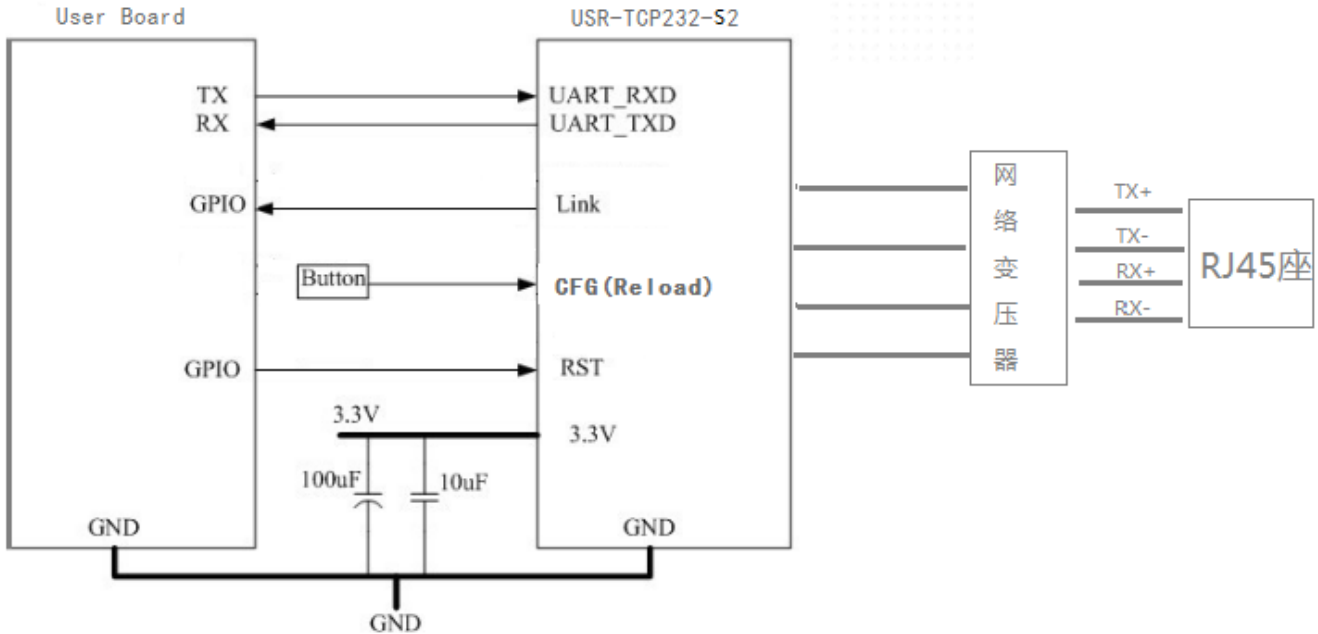 User Board
USR-TCP232-S2
TX
UART_RXD
RX
UART_TXD
GPIO
Link
Button
CFG(Reload)
GPIO
RST
3.3V
3.3V
100uF
10uF
GND
GND
GND
网
络
变
压
器
TX+
TX-
RX+
RX-
RJ45座